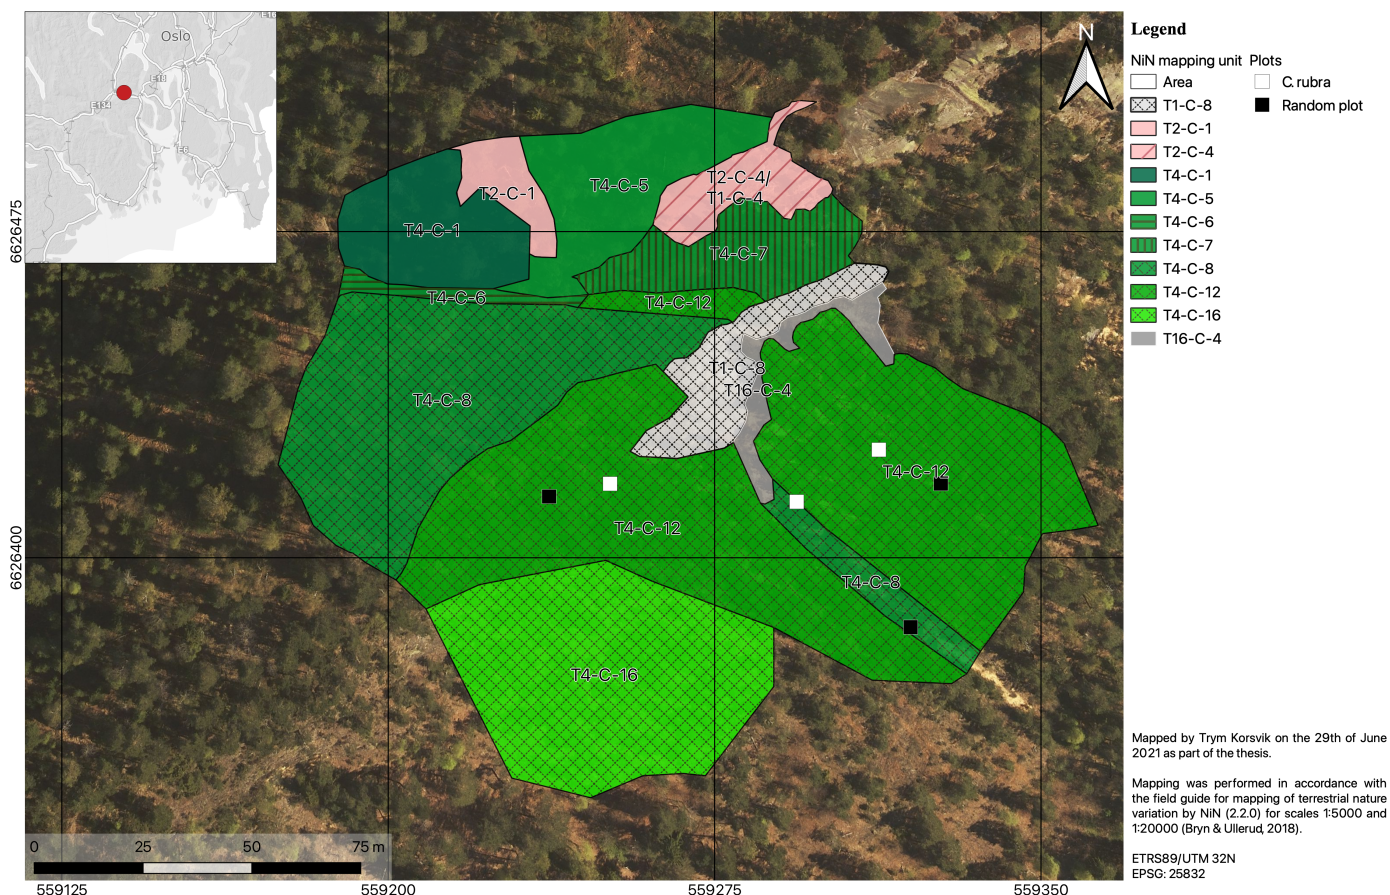 Oslo
E16
E18
E134
E6
N
6626475
6626400
T2-C-1
T4-C-5
T2-C-4/
T1-C-4
T4-C-1
T4-C-7
T4-C-6
T4-C-12
T1-C-8
T16-C-4
T4-C-8
T4-C-12
T4-C-12
T4-C-8
T4-C-16
0 25 50 75 m
559125 559200 559275 559350
Legend
NiN mapping unit Plots
Area C. rubra
T1-C-8 Random plot
T2-C-1
T2-C-4
T4-C-1
T4-C-5
T4-C-6
T4-C-7
T4-C-8
T4-C-12
T4-C-16
T16-C-4
Mapped by Trym Korsvik on the 29th of June
2021 as part of the thesis.
Mapping was performed in accordance with
the field guide for mapping of terrestrial nature
variation by NiN (2.2.0) for scales 1:5000 and
1:20000 (Bryn & Ullerud, 2018).
ETRS89/UTM 32N
EPSG: 25832